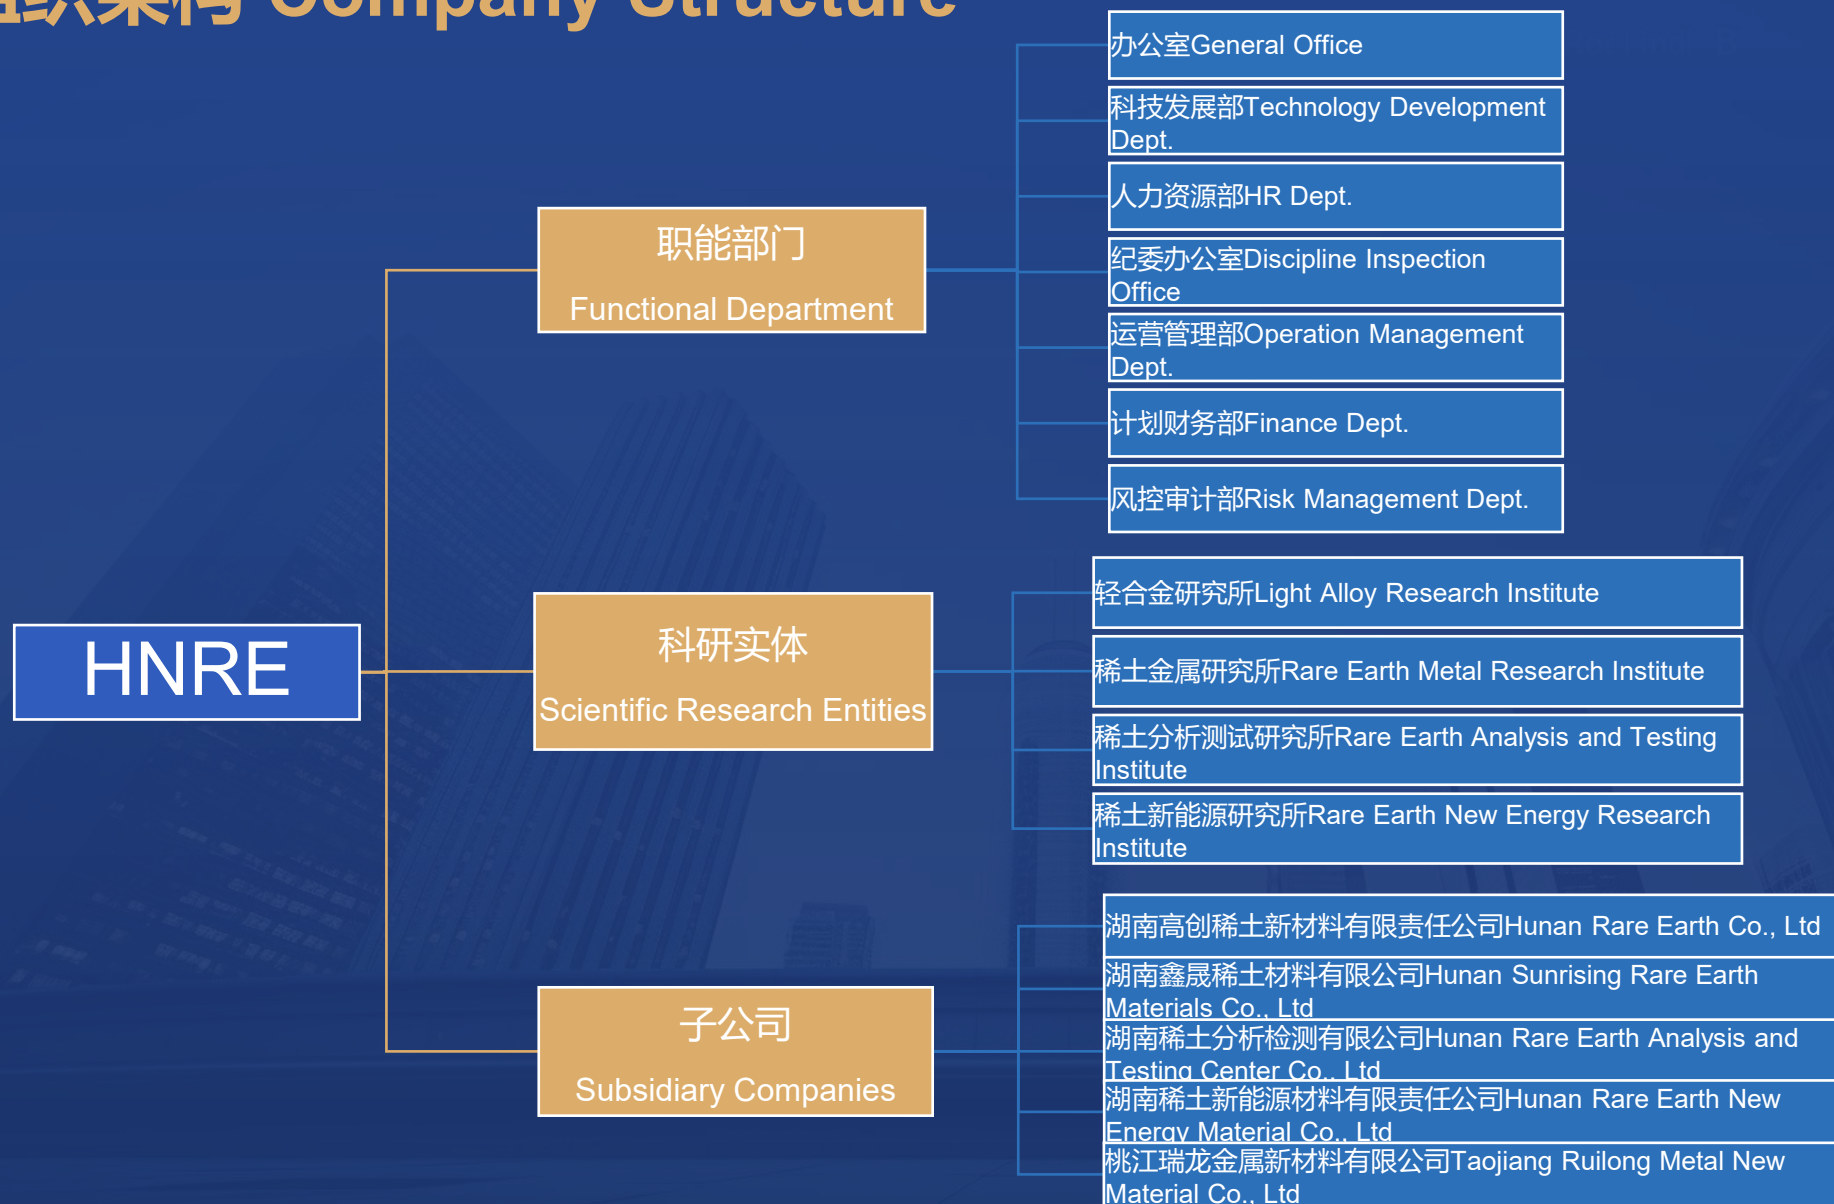 组织架构 Company Structure
办公室General Office
科技发展部Technology Development
Dept.
人力资源部HR Dept.
纪委办公室Discipline Inspection
Office
运营管理部Operation Management
Dept.
计划财务部Finance Dept.
风控审计部Risk Management Dept.
职能部门
Functional Department
HNRE
科研实体
Scientific Research Entities
轻合金研究所Light Alloy Research Institute
稀土金属研究所Rare Earth Metal Research Institute
稀土分析测试研究所Rare Earth Analysis and Testing
Institute
稀土新能源研究所Rare Earth New Energy Research
Institute
子公司
Subsidiary Companies
湖南高创稀土新材料有限责任公司Hunan Rare Earth Co., Ltd
湖南鑫晟稀土材料有限公司Hunan Sunrising Rare Earth
Materials Co., Ltd
湖南稀土分析检测有限公司Hunan Rare Earth Analysis and
Testing Center Co., Ltd
湖南稀土新能源材料有限责任公司Hunan Rare Earth New
Energy Material Co., Ltd
桃江瑞龙金属新材料有限公司Taojiang Ruilong Metal New
Material Co., Ltd